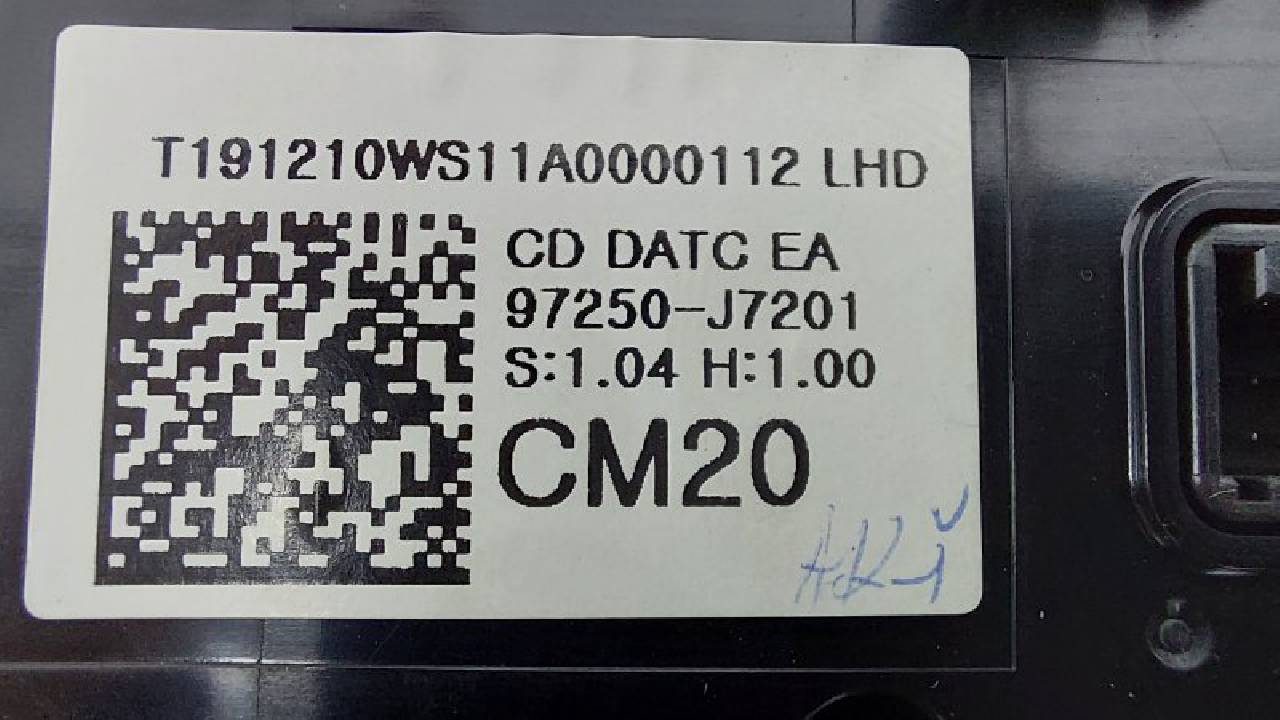 T191210WS11A0000112 LHD
CD DATC EA
97250-J7201
S:1.04 H:1.00
CM20